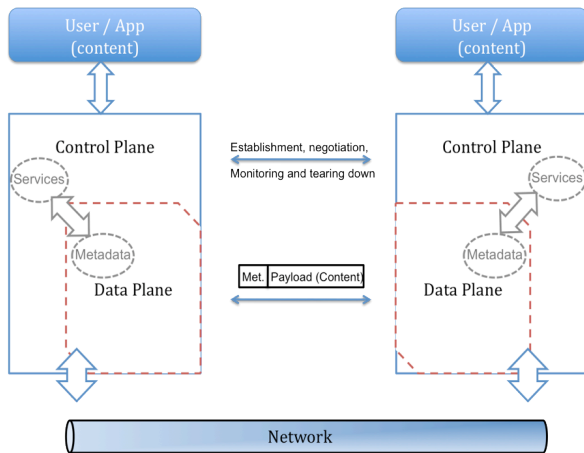 User / App
(content)
User / App
(content)
Control Plane
Establishment, negotiation,
Control Plane
Services
Monitoring and tearing down
Services
Metadata
Metadata
Met. Payload (Content)
Data Plane
Data Plane
Network